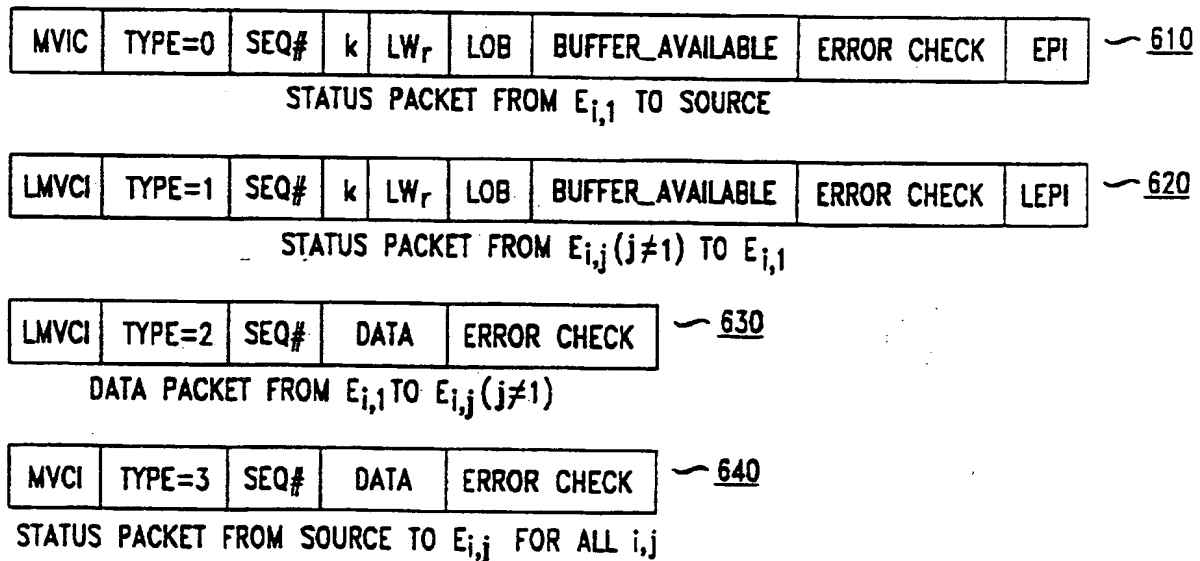 MVIC TYPE=0 SEQ# k LWr LOB BUFFER_AVAILABLE ERROR CHECK EPI 610
STATUS PACKET FROM Ei,1 TO SOURCE
LMVCI TYPE=1 SEQ# k LWr LOB BUFFER_AVAILABLE ERROR CHECK LEPI 620
STATUS PACKET FROM Ei,j (j≠1) TO Ei,1
LMVCI TYPE=2 SEQ# DATA ERROR CHECK 630
DATA PACKET FROM Ei,1 TO Ei,j (j≠1)
MVCI TYPE=3 SEQ# DATA ERROR CHECK 640
STATUS PACKET FROM SOURCE TO Ei,j FOR ALL i,j